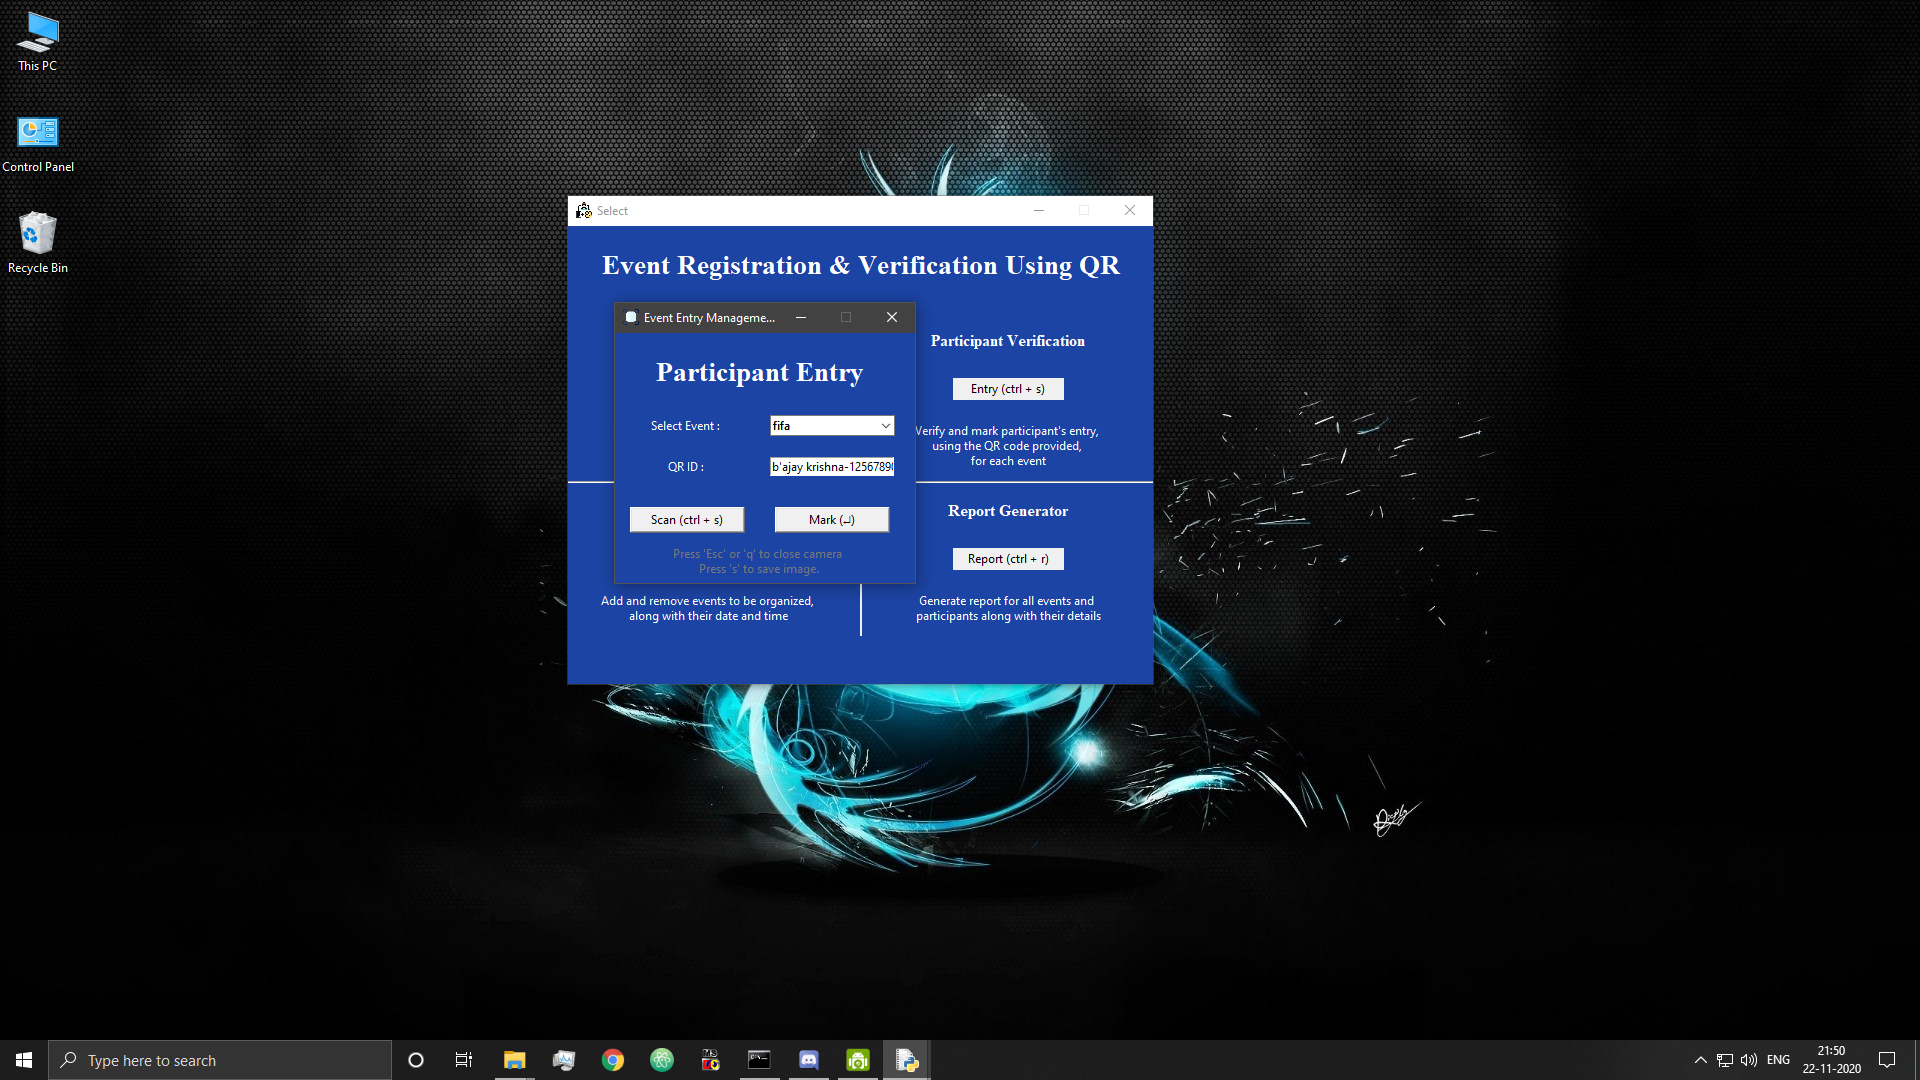 This PC
Control Panel
Recycle Bin
Select
Event Registration & Verification Using QR
Event Entry Manageme...
Participant Entry
Select Event :
fifa
QR ID :
b'ajay krishna-1256789
Scan (ctrl + s)
Mark (↵)
Press 'Esc' or 'q' to close camera
Press 's' to save image.
Participant Verification
Entry (ctrl + s)
Verify and mark participant's entry,
using the QR code provided,
for each event
Report Generator
Report (ctrl + r)
Add and remove events to be organized,
along with their date and time
Generate report for all events and
participants along with their details
Type here to search
ENG
21:50
22-11-2020